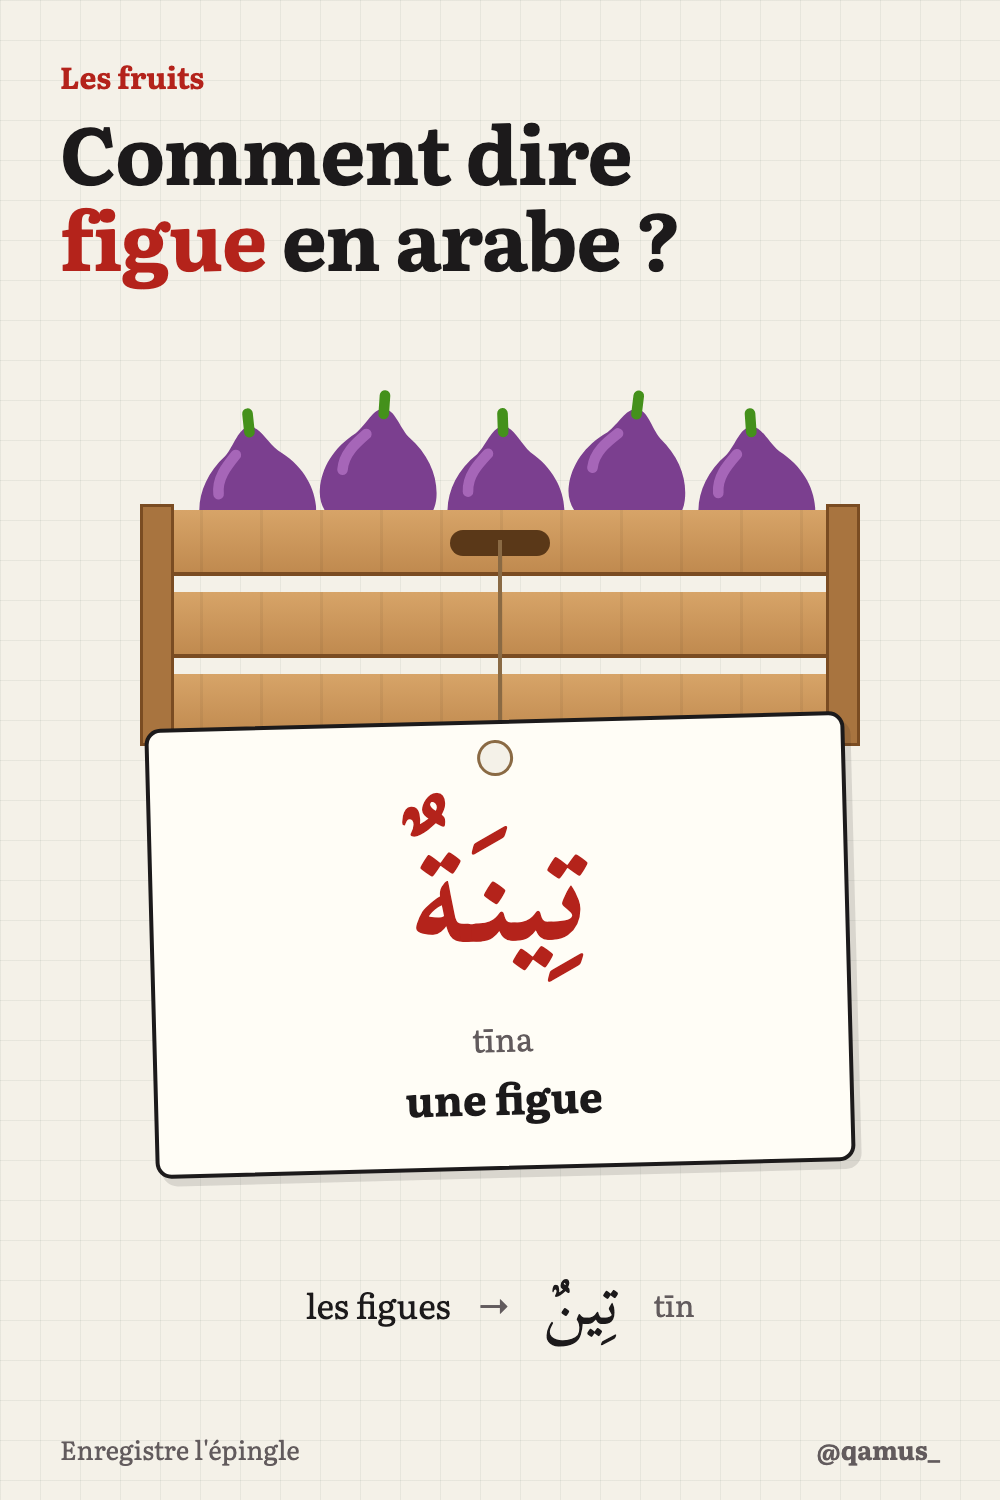 Les fruits
Comment dire
figue en arabe ?
تِينَةٌ
tīna
une figue
les figues → تِينٌ tīn
Enregistre l'épingle
@qamus_